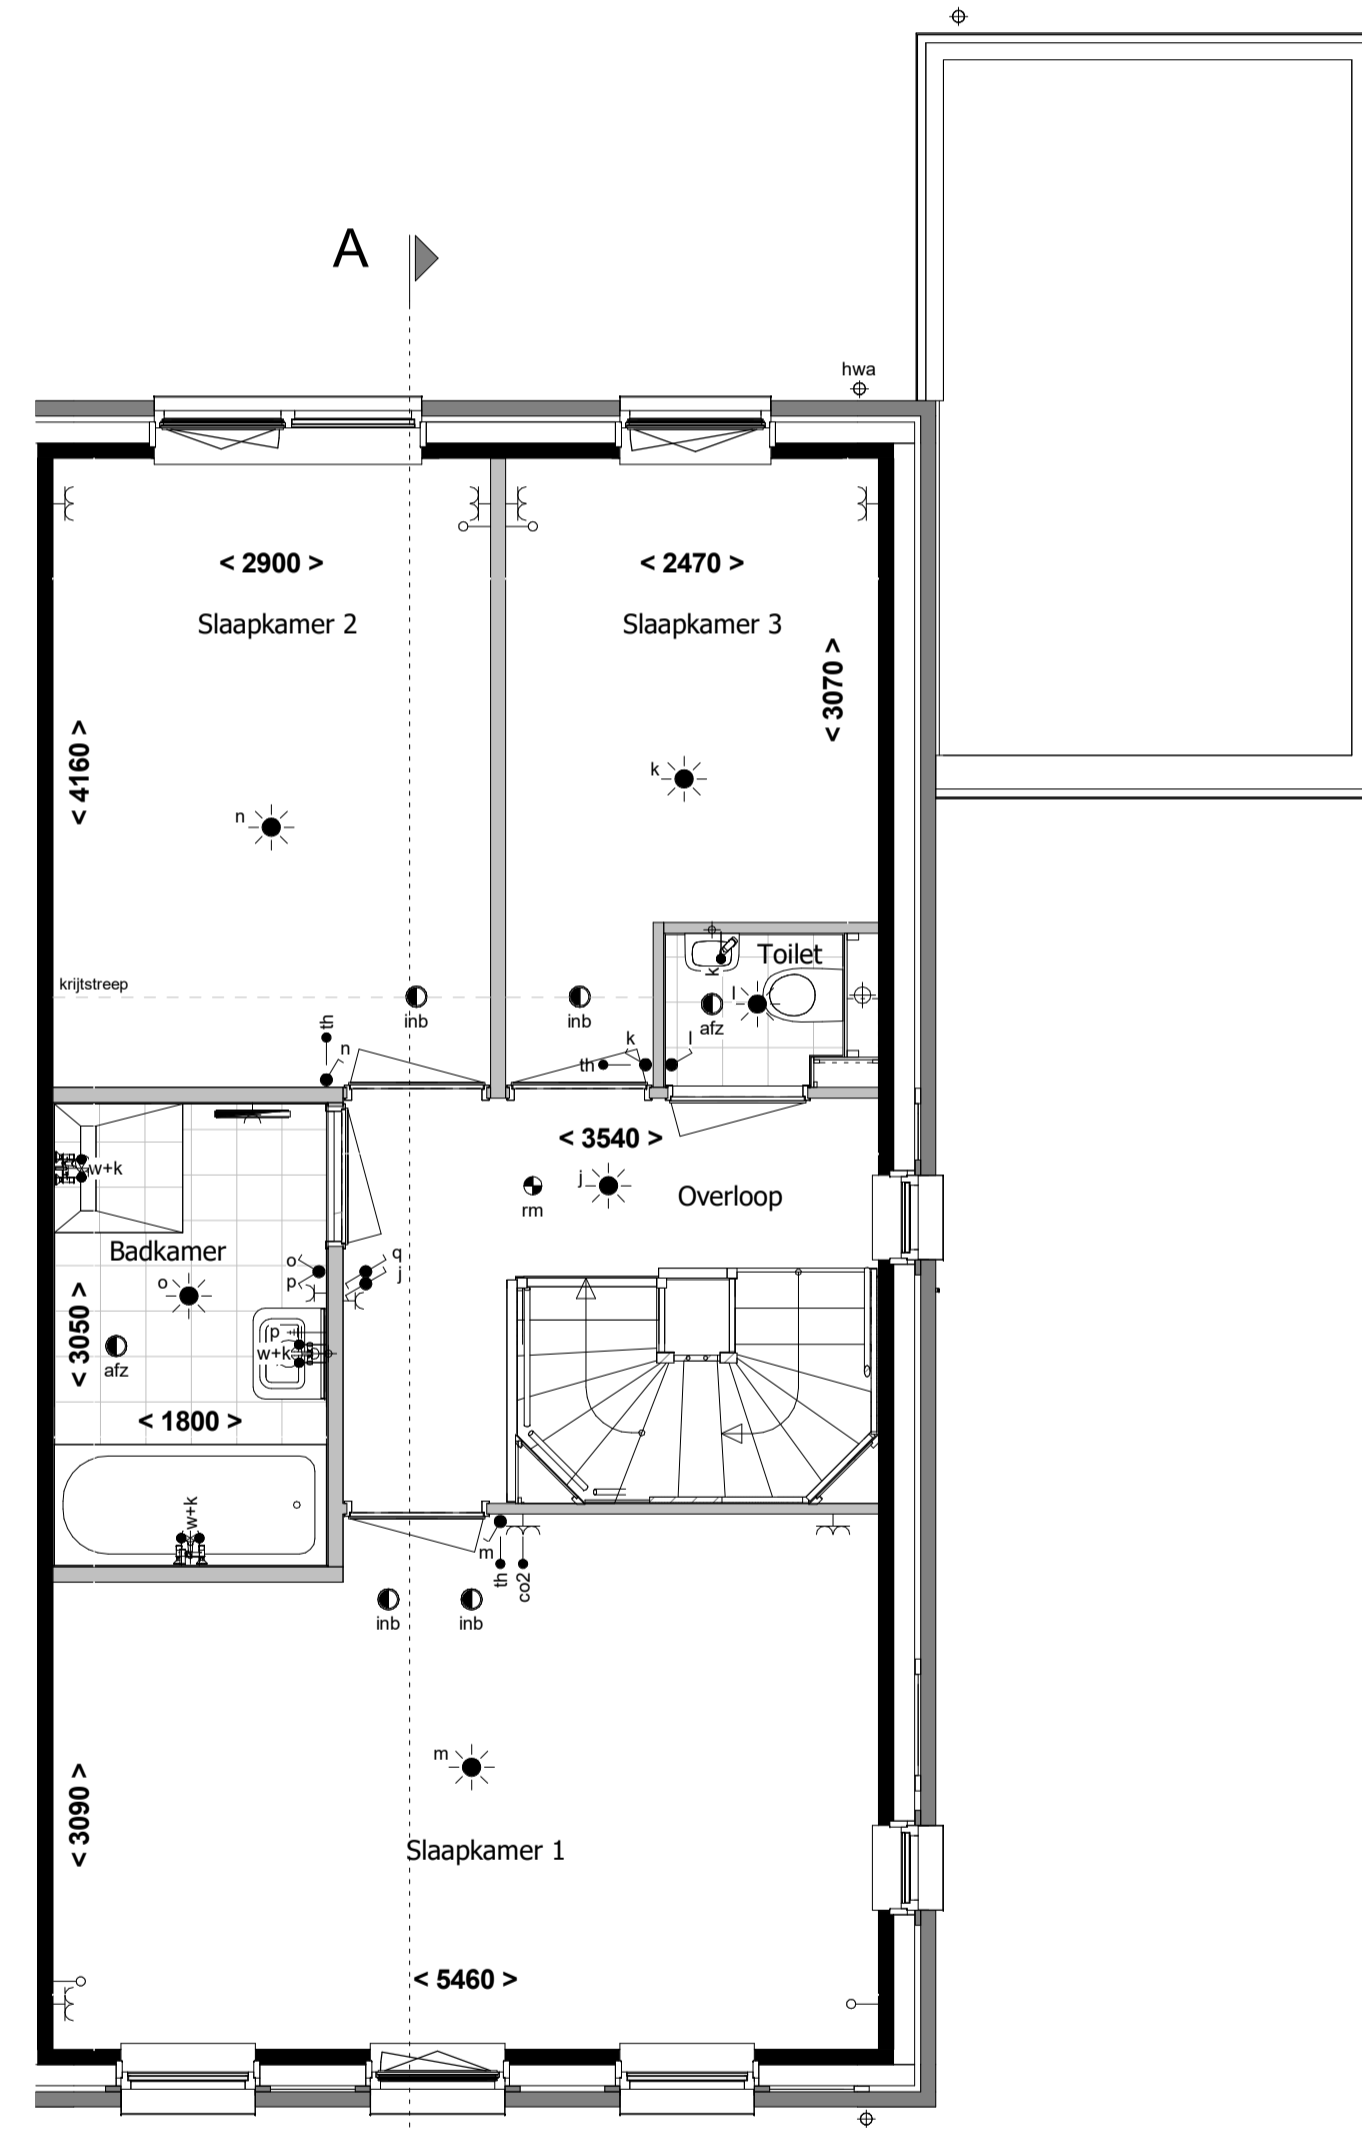 A
hwa
< 2900 >
< 2470 >
Slaapkamer 2
Slaapkamer 3
< 3070 >
< 4160 >
k
n
krijtstreep
Toilet
k
l
inb
inb
afz
th
n
th
k
l
< 3540 >
w+k
j
rm
Overloop
Badkamer
o
p
q
j
o
< 3050 >
p
w+k
afz
< 1800 >
w+k
m
th
co2
inb
inb
m
< 3090 >
Slaapkamer 1
< 5460 >